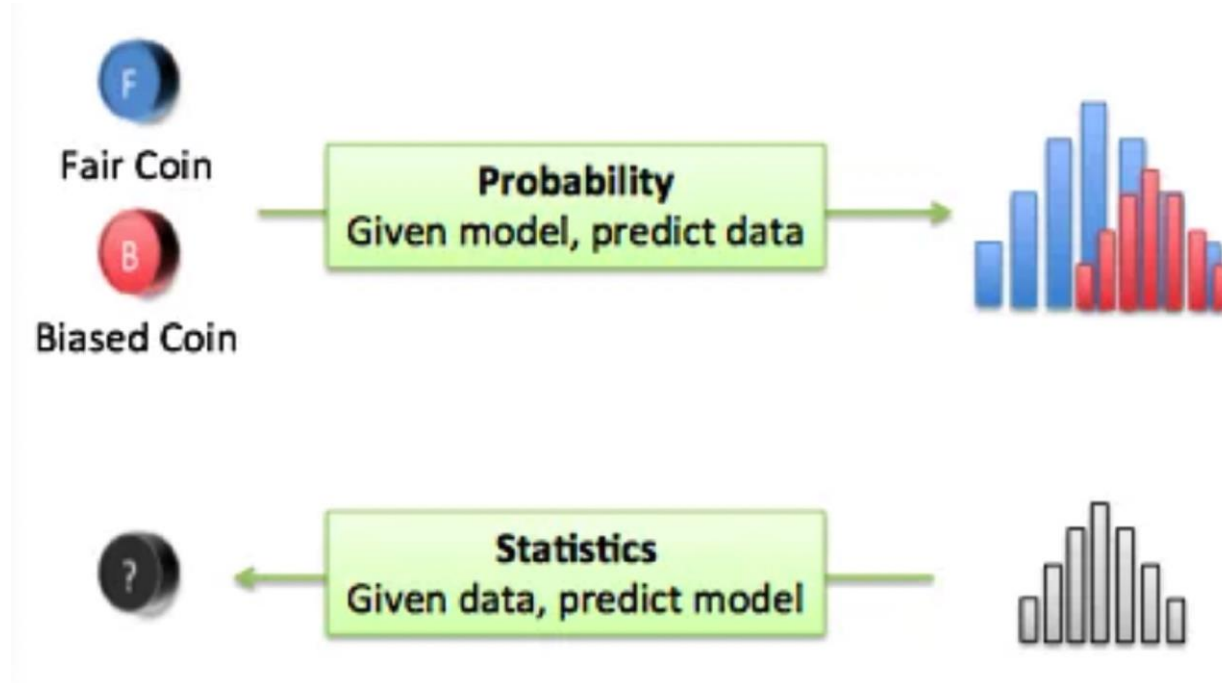 F
Fair Coin
B
Biased Coin
Probability
Given model, predict data
?
Statistics
Given data, predict model